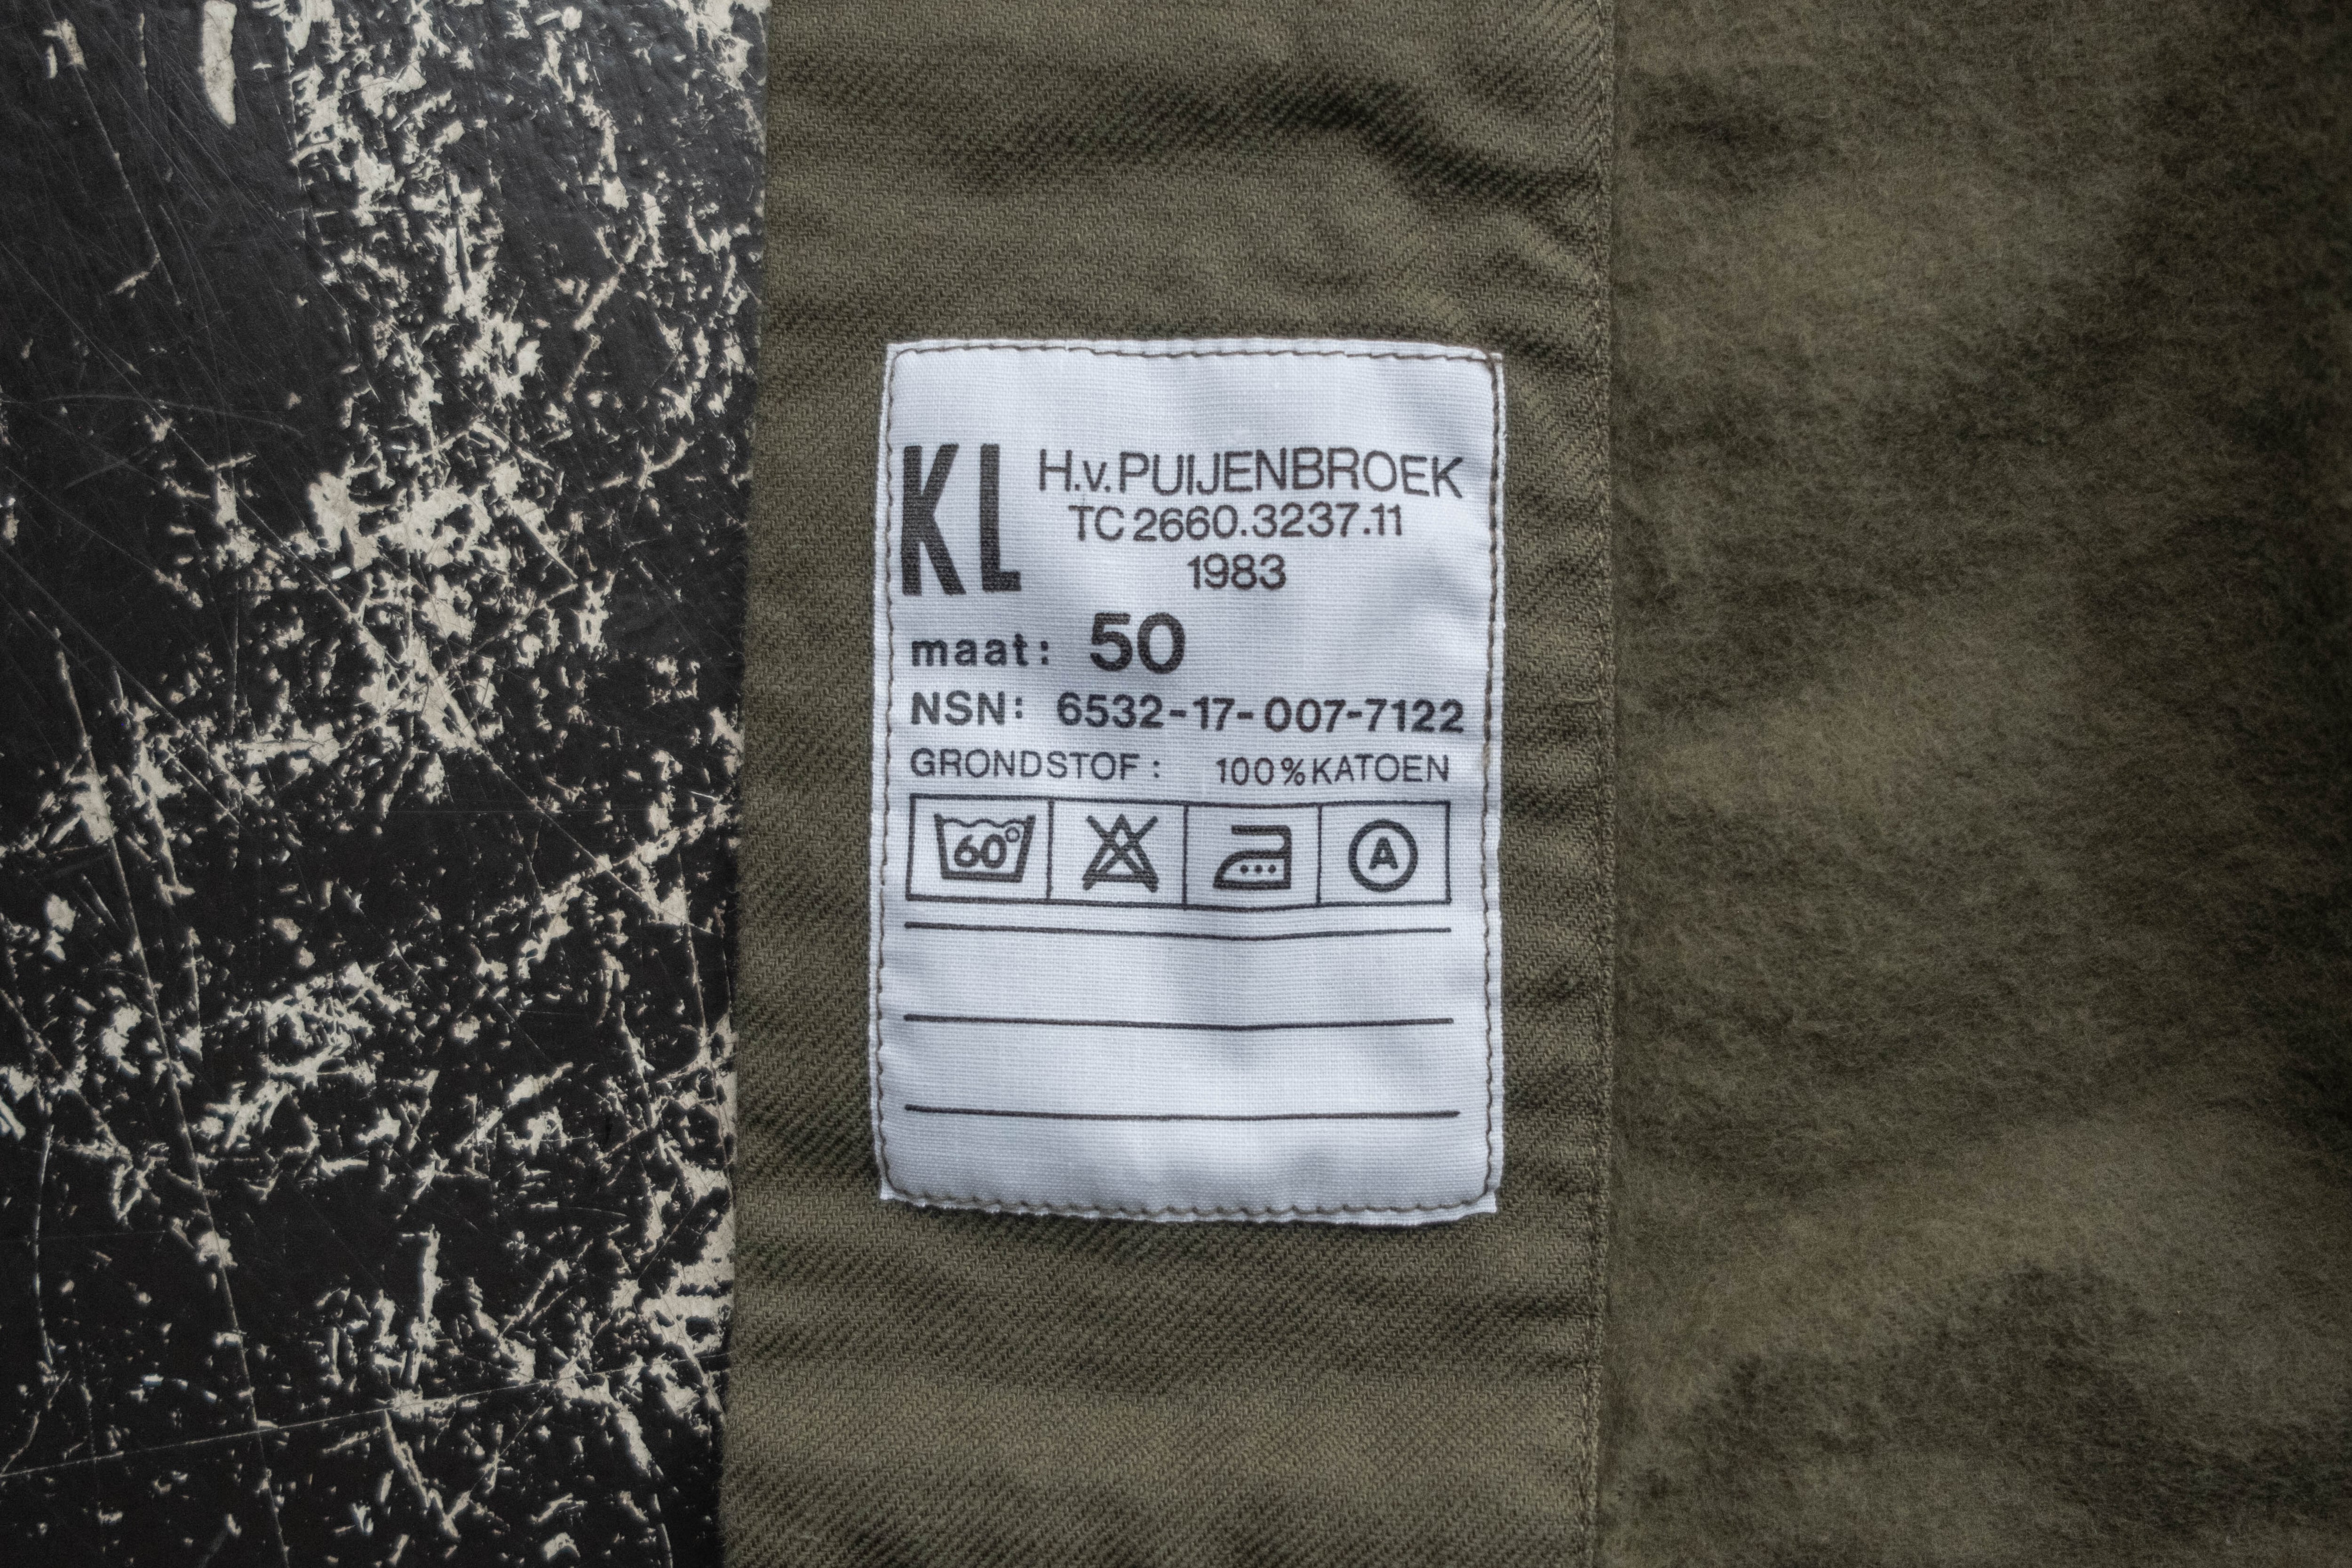 KL H.v. PUIJENBROEK
TC 2660.3237.11
1983
maat: 50
NSN: 6532-17-007-7122
GRONDSTOF: 100% KATOEN
60° A